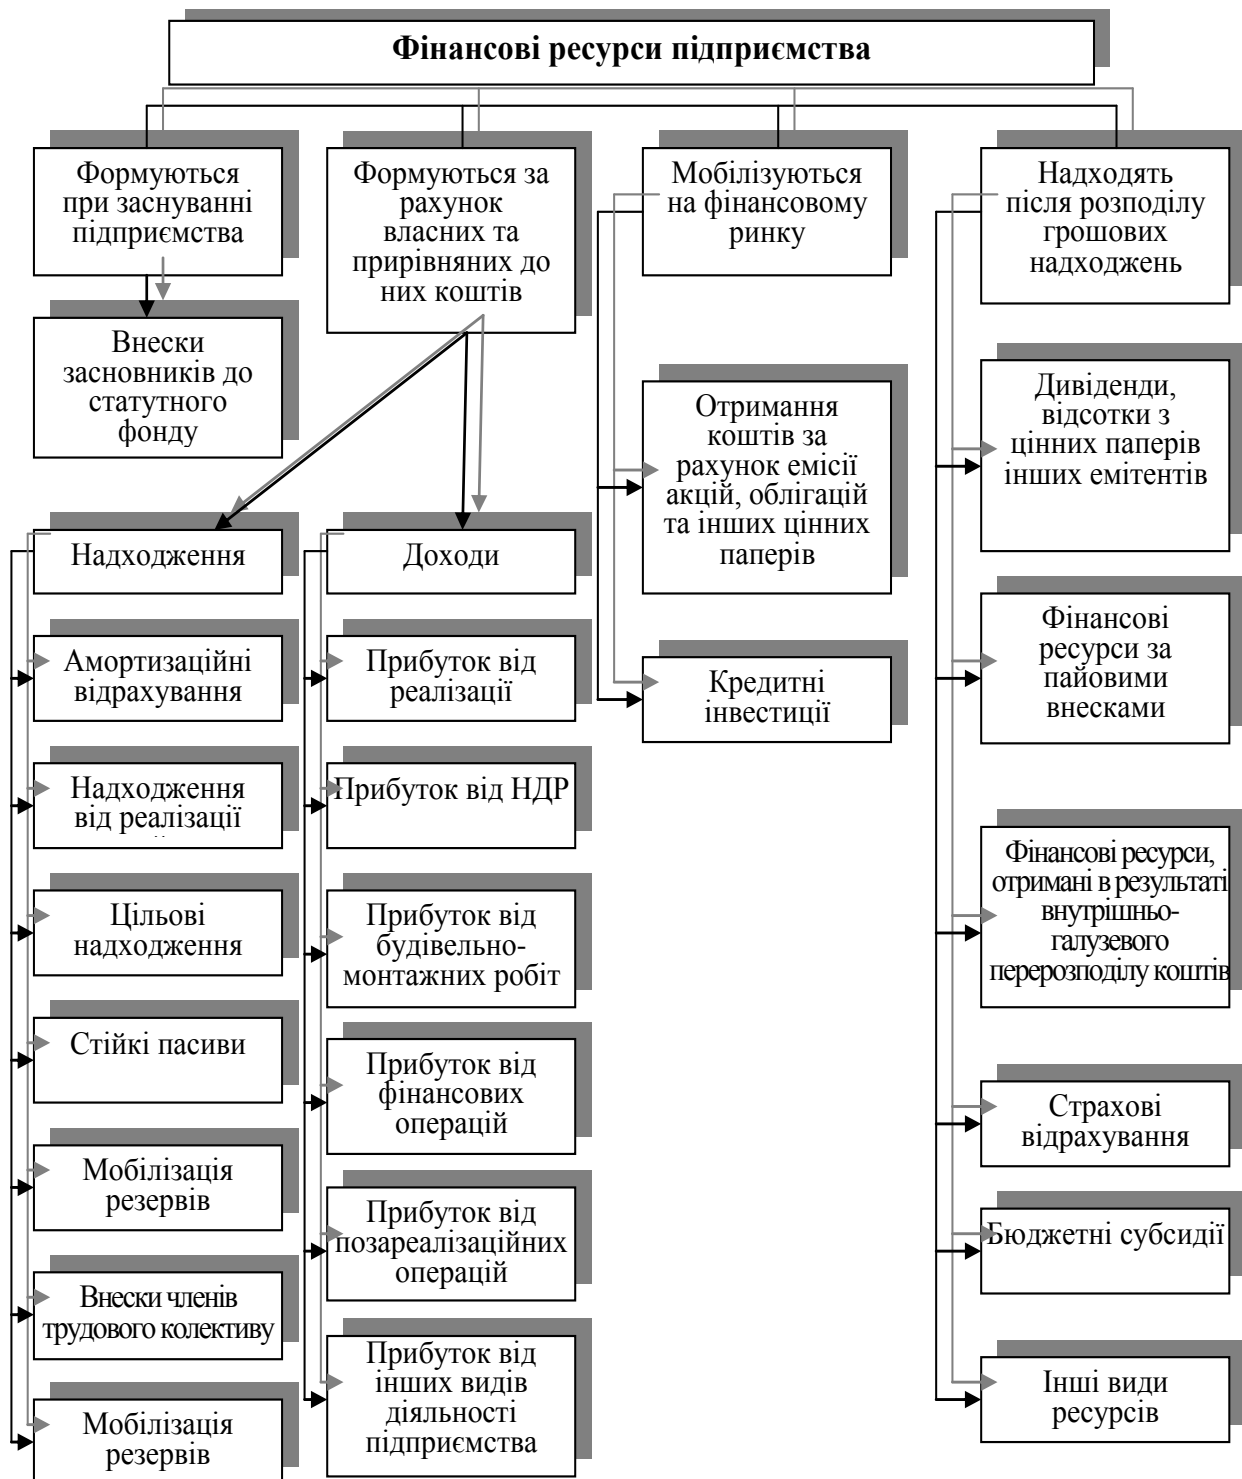 Фінансові ресурси підприємства
Формуються
при заснуванні
підприємства
Внески
засновників до
статутного
фонду
Формуються за
рахунок
власних та
прирівняних до
них коштів
Надходження
Амортизаційні
відрахування
Надходження
від реалізації
Цільові
надходження
Стійкі пасиви
Мобілізація
резервів
Внески членів
трудового колективу
Мобілізація
резервів
Доходи
Прибуток від
реалізації
Прибуток від НДР
Прибуток від
будівельно-
монтажних робіт
Прибуток від
фінансових
операцій
Прибуток від
позареалізаційних
операцій
Прибуток від
інших видів
діяльності
підприємства
Мобілізуються
на фінансовому
ринку
Отримання
коштів за
рахунок емісії
акцій, облігацій
та інших цінних
паперів
Кредитні
інвестиції
Надходять
після розподілу
грошових
надходжень
Дивіденди,
відсотки з
цінних паперів
інших емітентів
Фінансові
ресурси за
пайовими
внесками
Фінансові ресурси,
отримані в результаті
внутрішньо-
галузевого
перерозподілу коштів
Страхові
відрахування
Бюджетні субсидії
Інші види
ресурсів